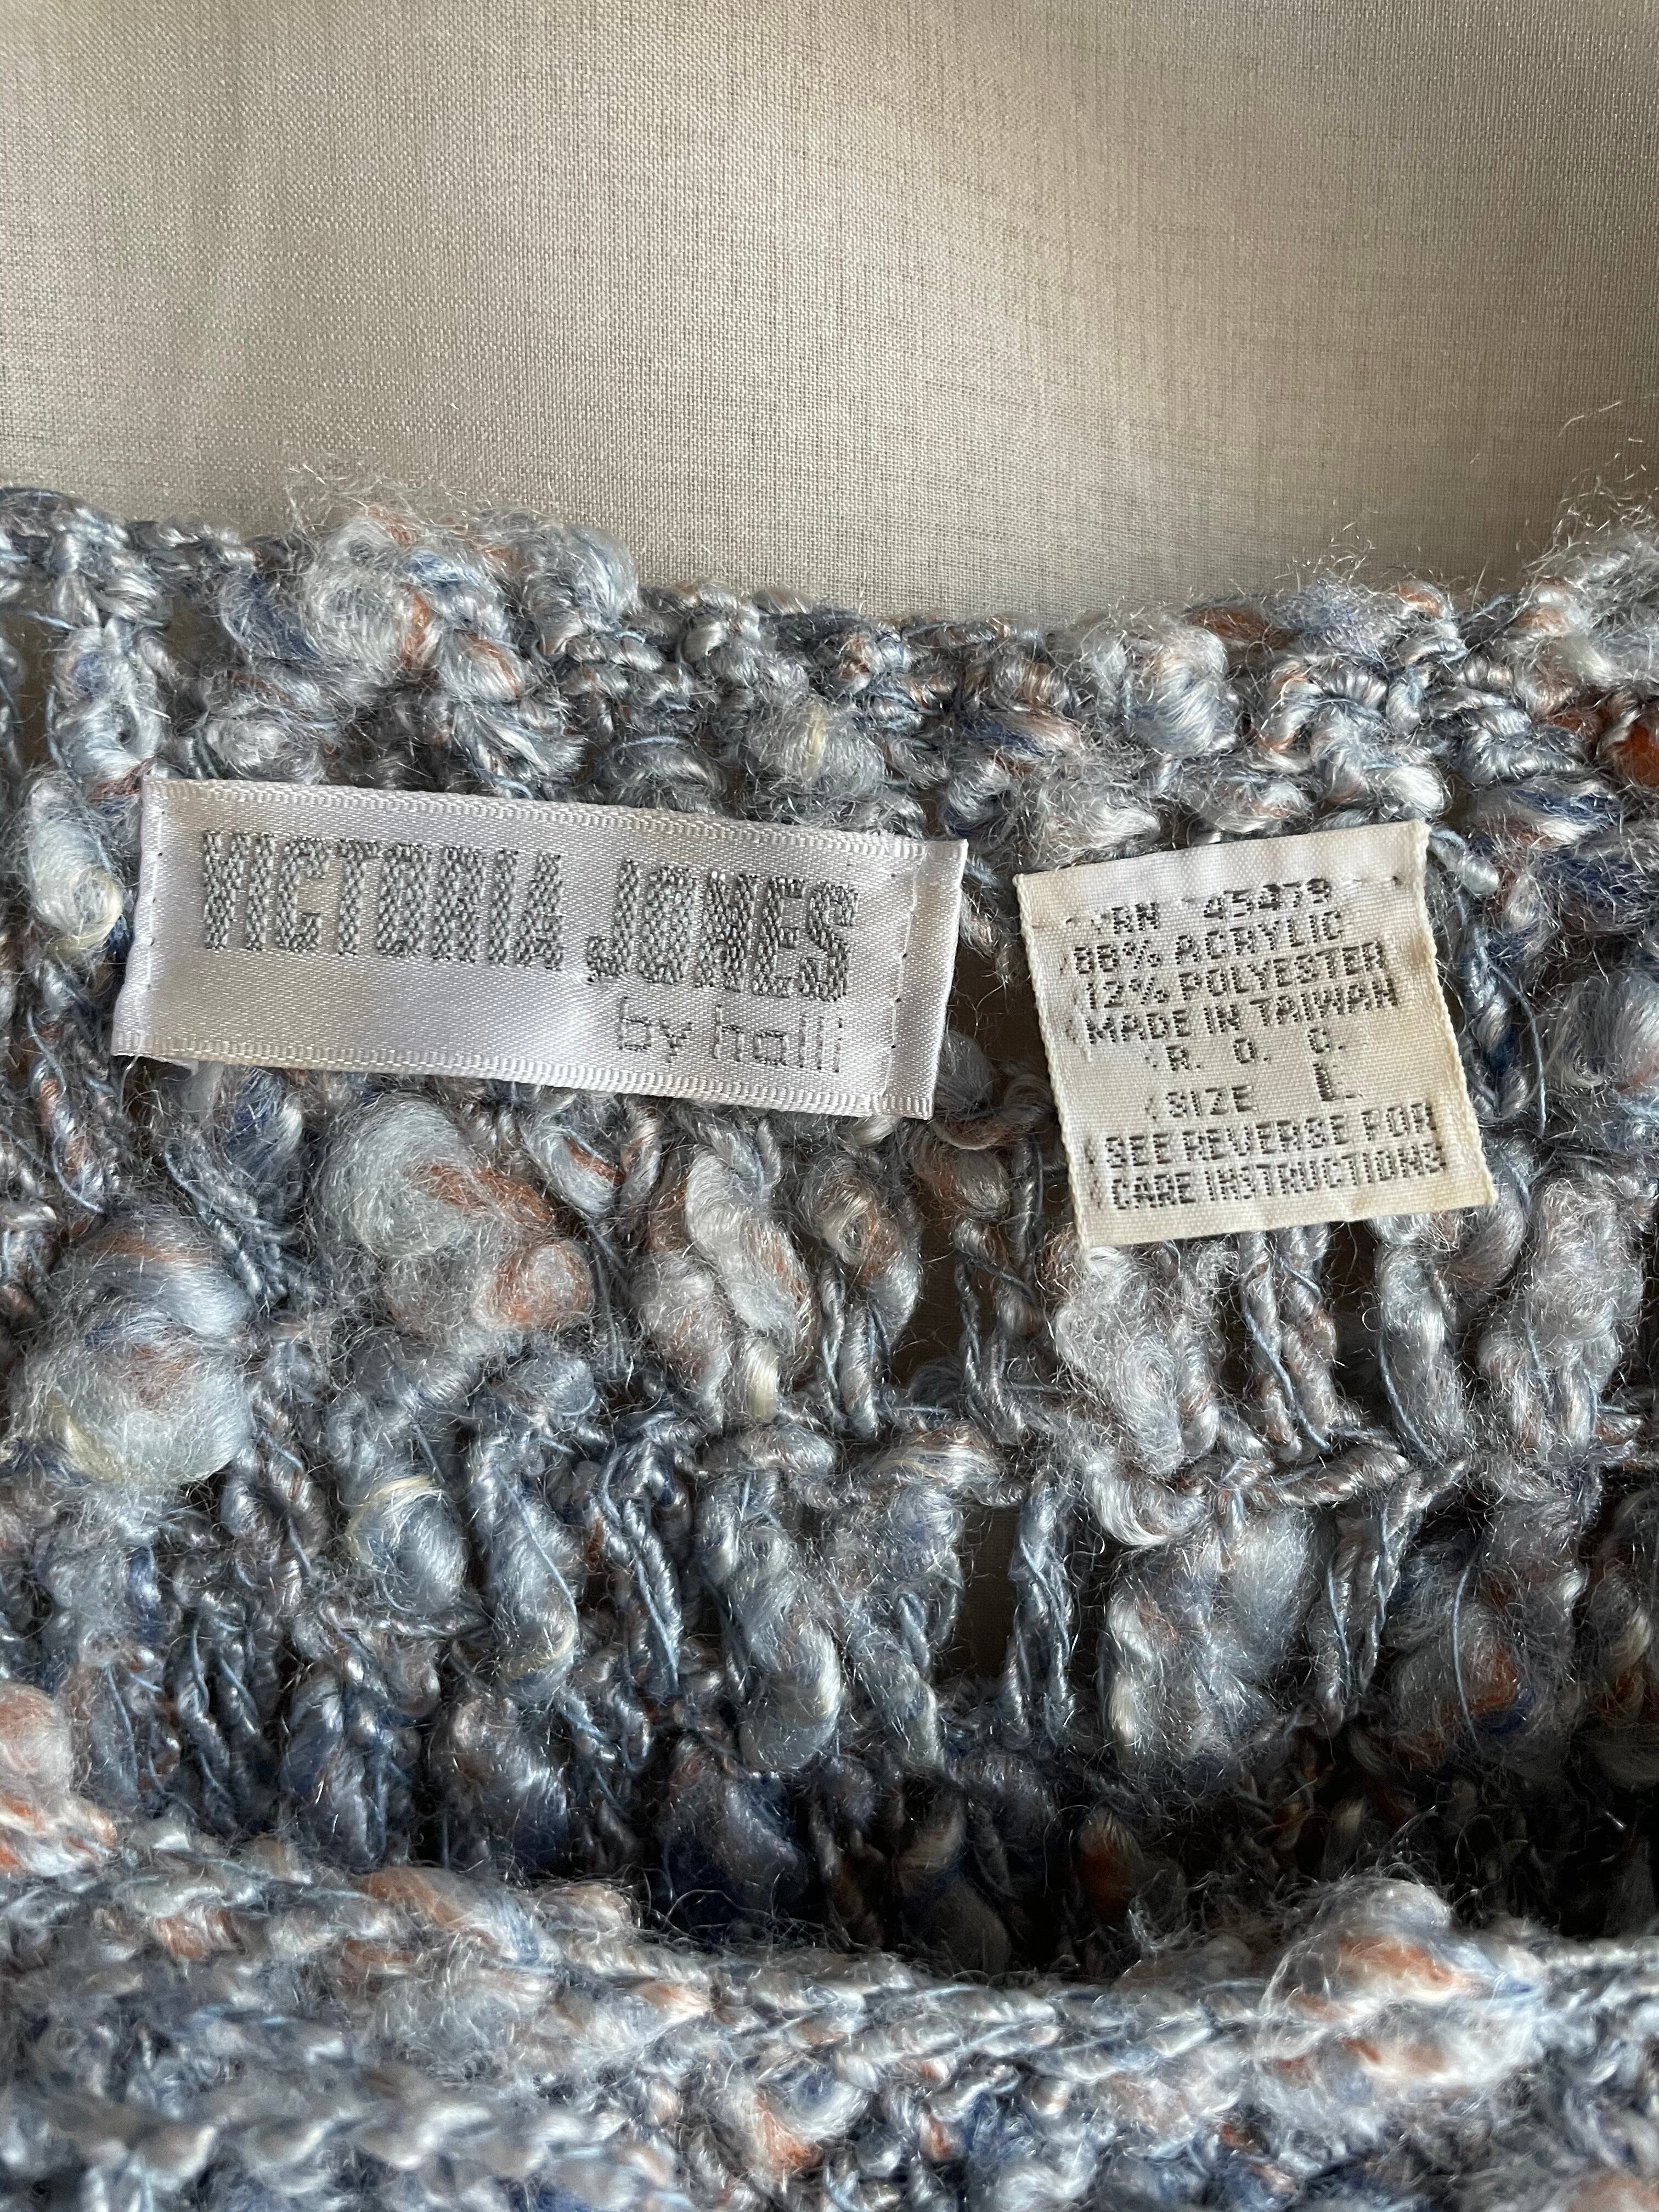 VICTORIA JONES
by halli
RN 45479
88% ACRYLIC
12% POLYESTER
MADE IN TAIWAN
R. O. C.
SIZE L
SEE REVERSE FOR
CARE INSTRUCTIONS